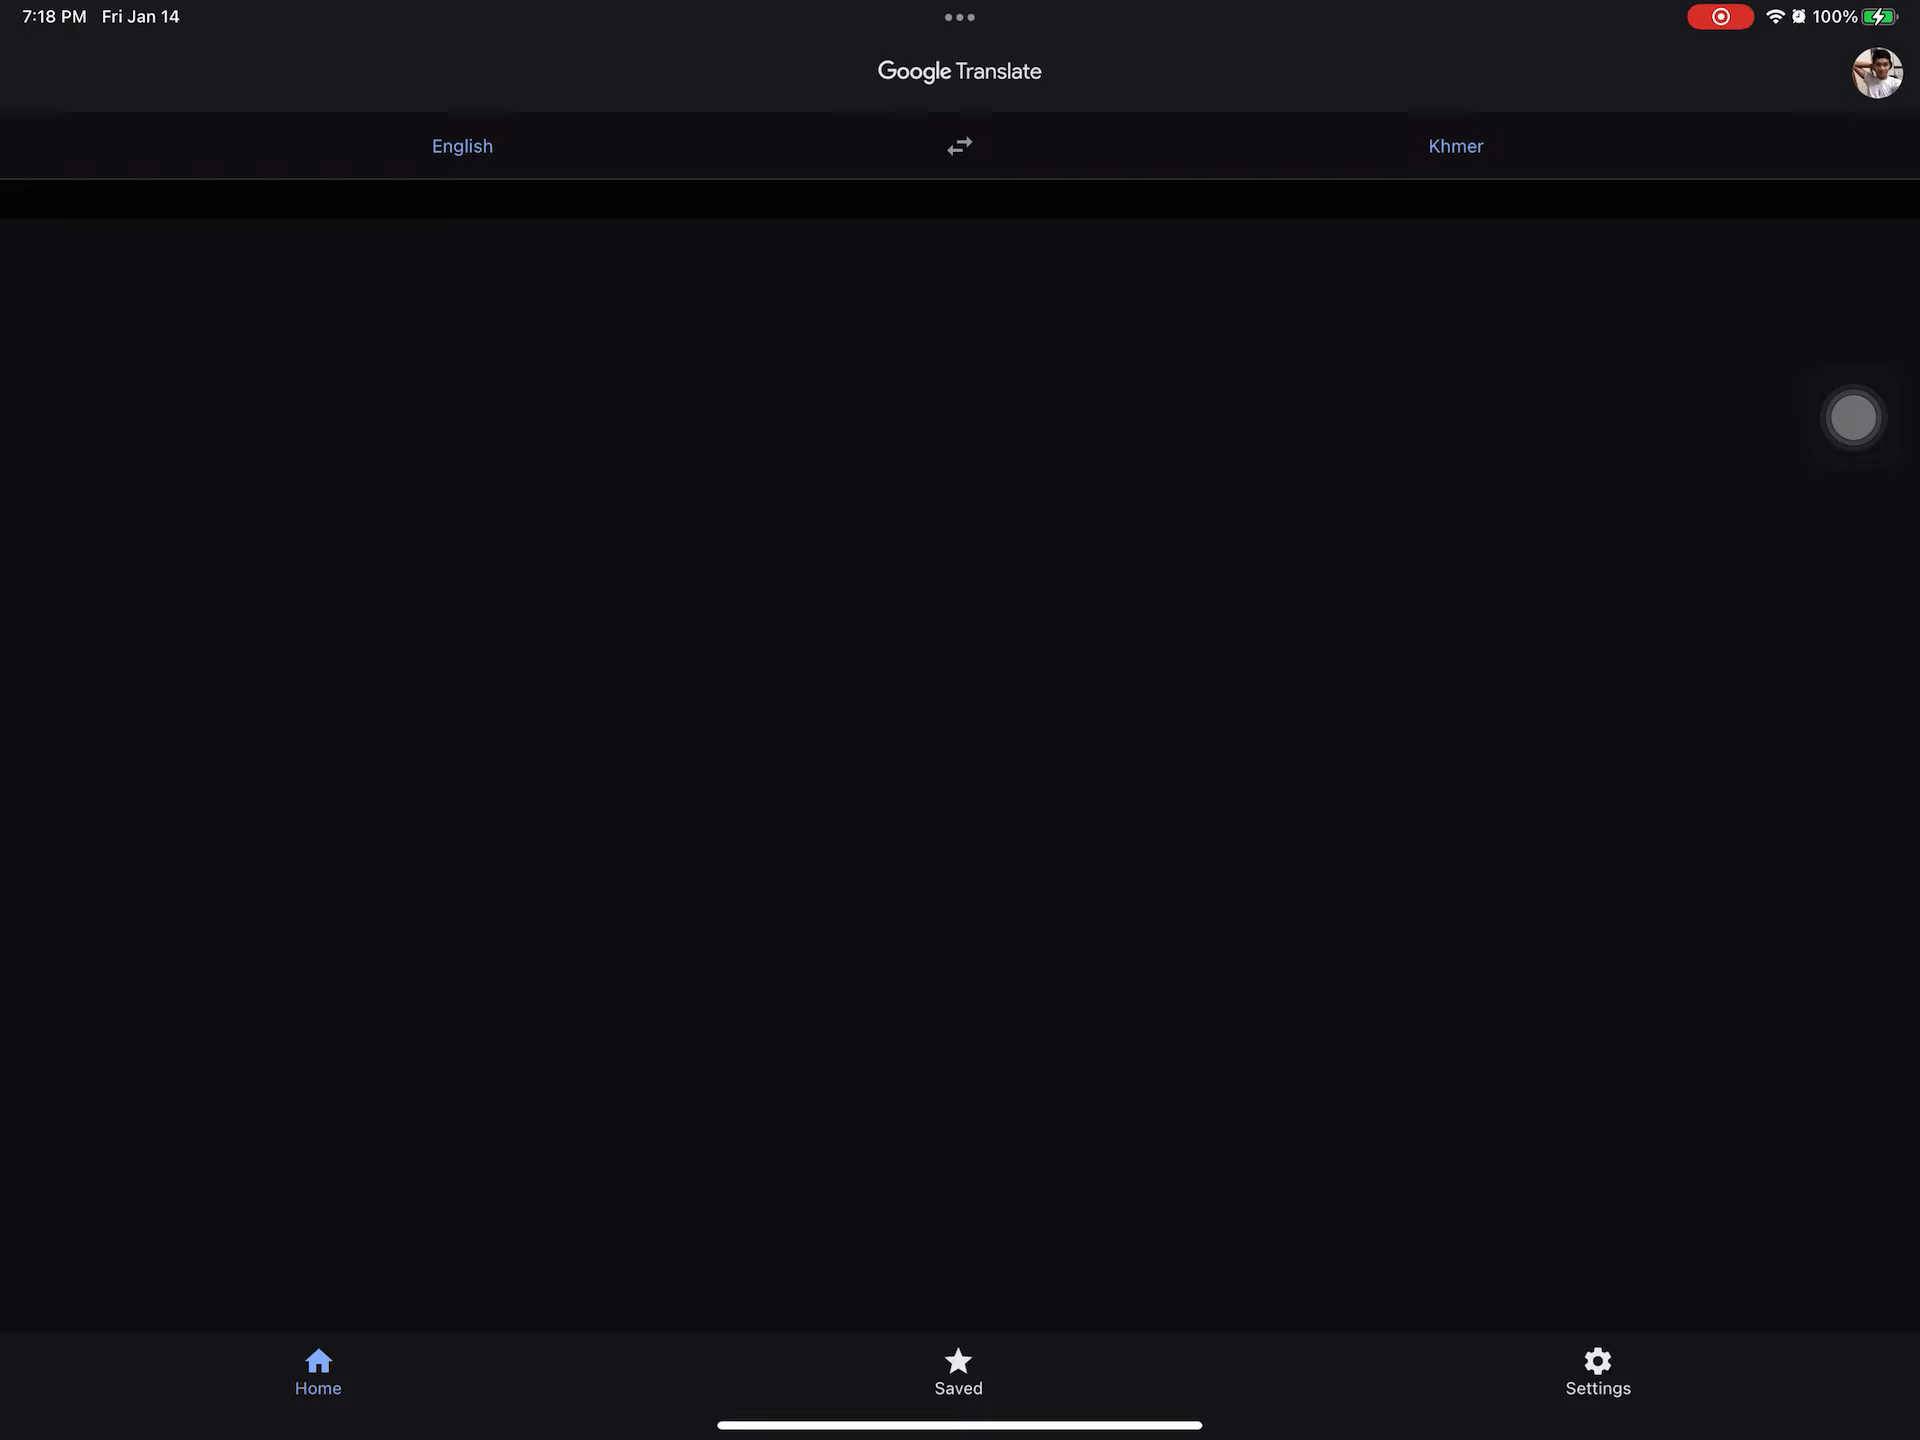 7:18 PM Fri Jan 14
100%
Google Translate
English
Khmer
Home
Saved
Settings